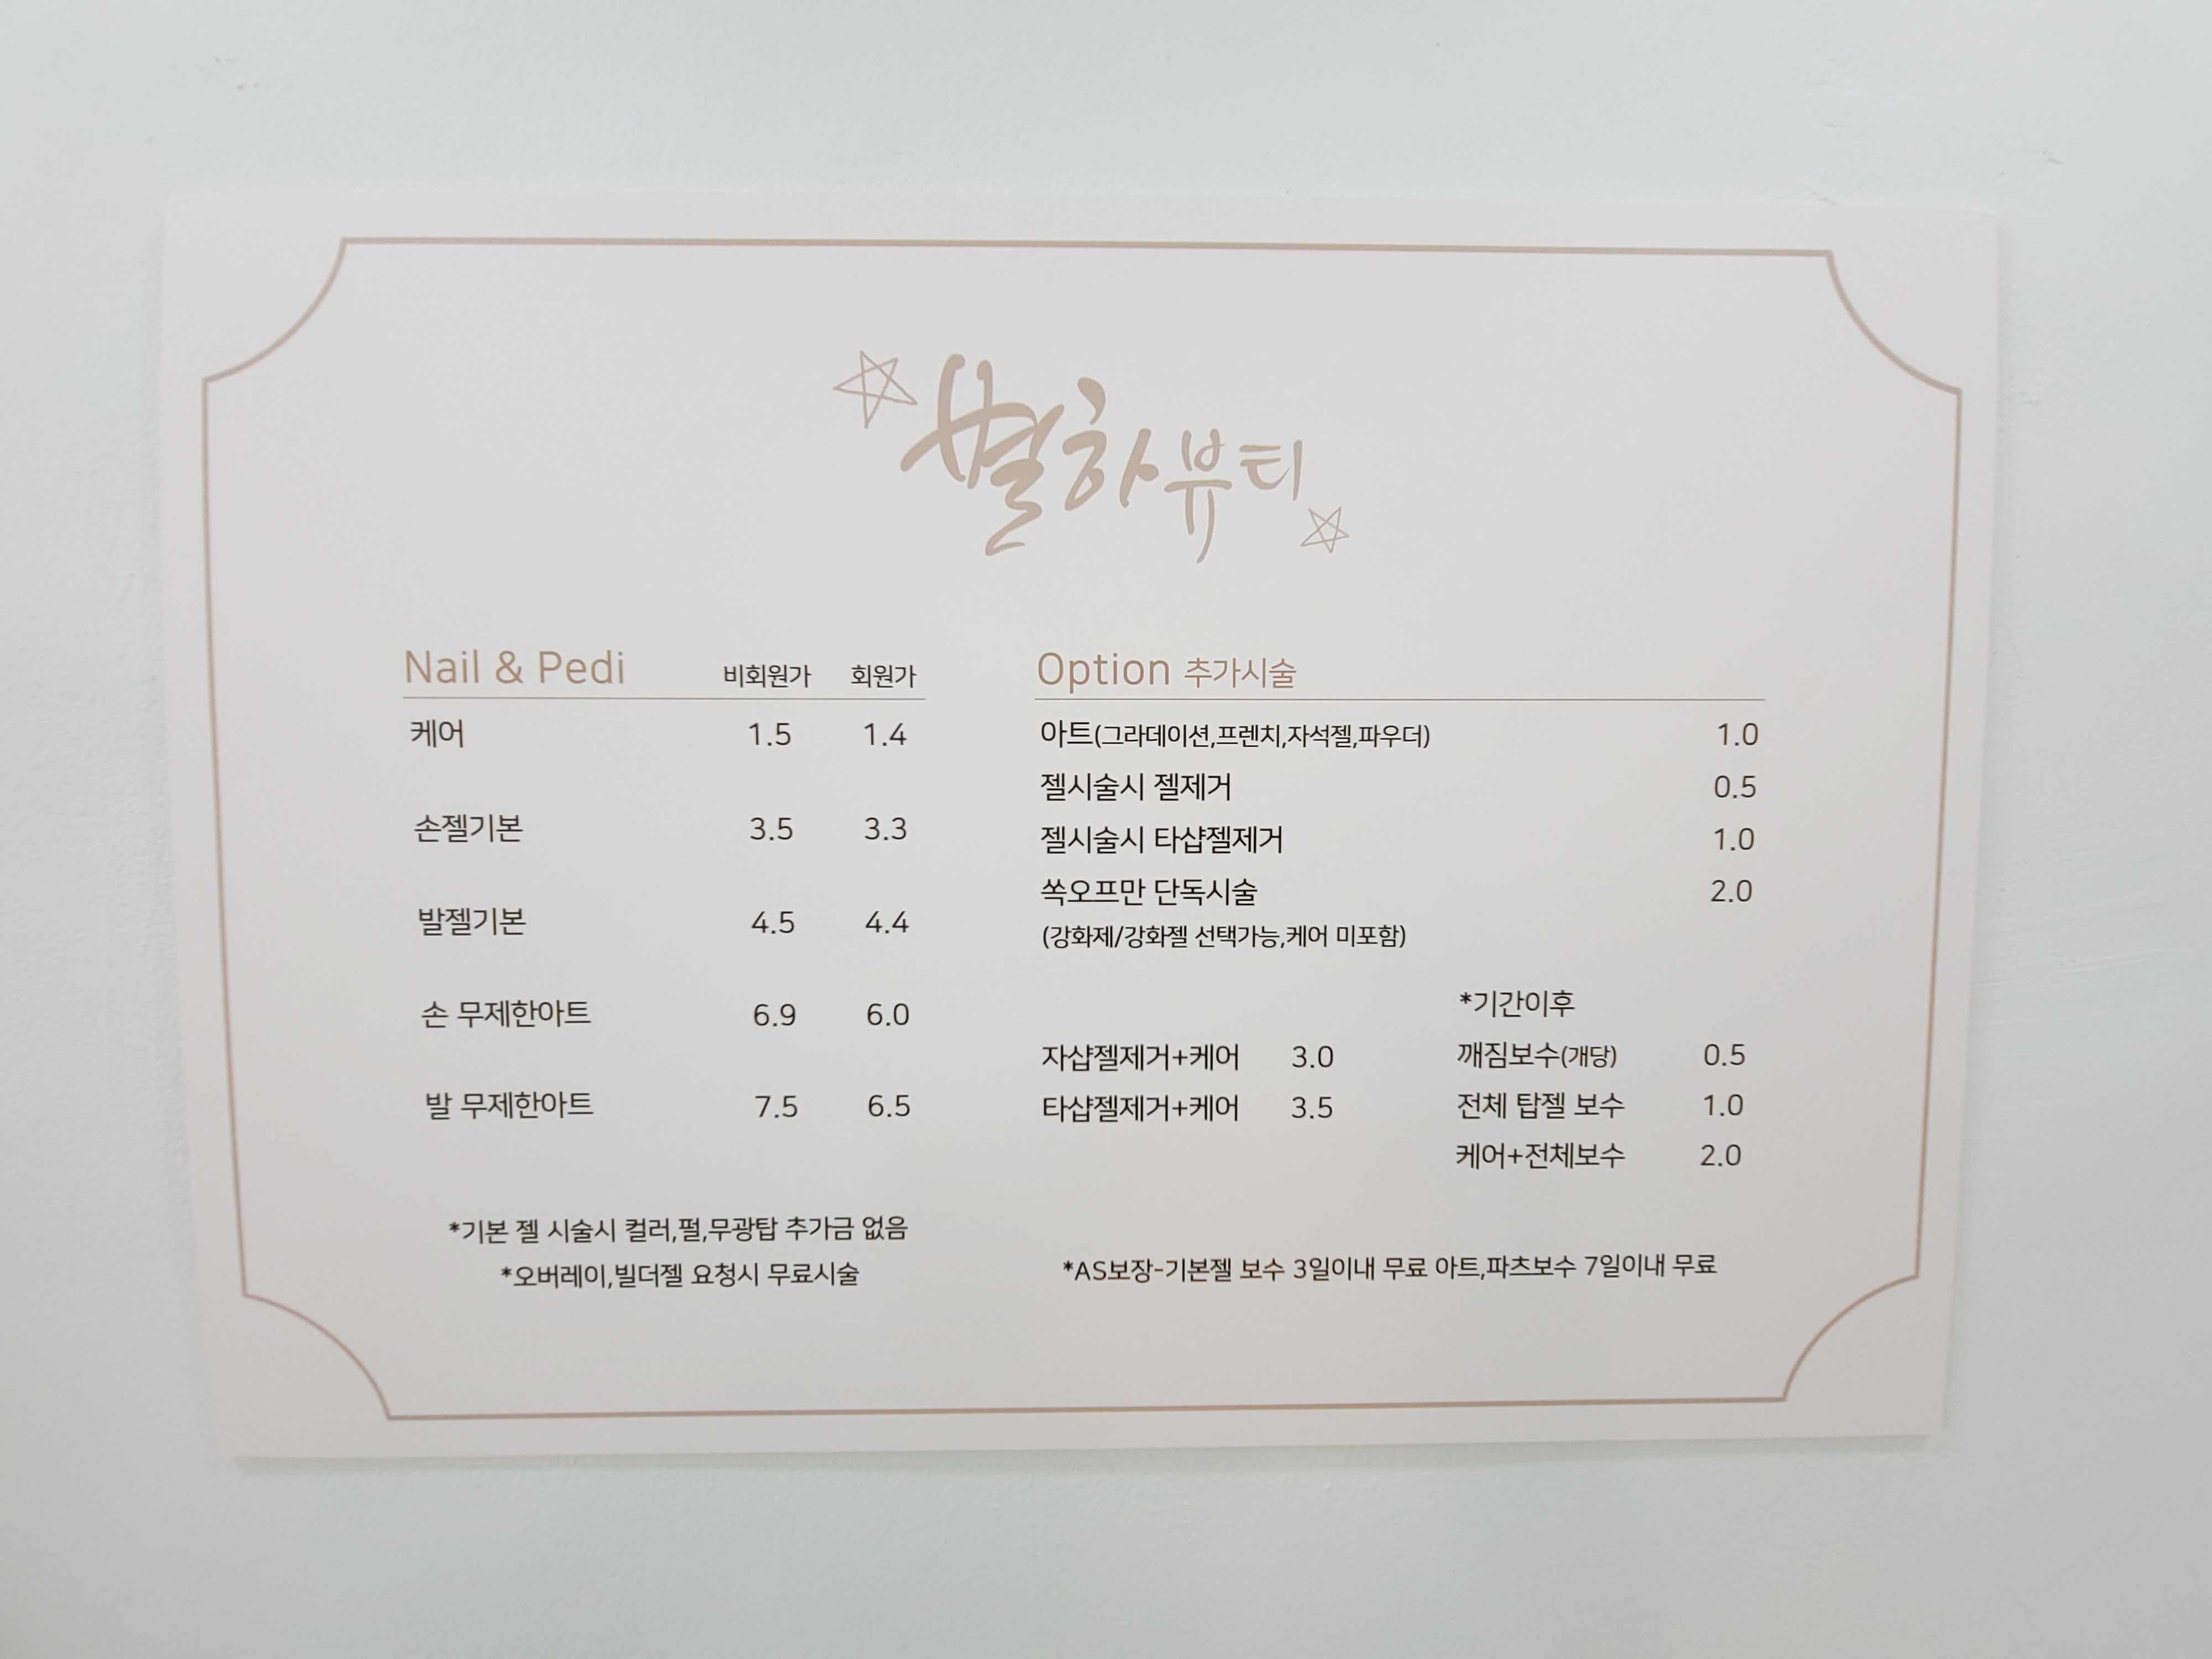 별하뷰티
Nail & Pedi 비회원가 회원가
케어 1.5 1.4
손젤기본 3.5 3.3
발젤기본 4.5 4.4
손 무제한아트 6.9 6.0
발 무제한아트 7.5 6.5
*기본 젤 시술시 컬러,펄,무광탑 추가금 없음
*오버레이,빌더젤 요청시 무료시술
Option 추가시술
아트(그라데이션,프렌치,자석젤,파우더) 1.0
젤시술시 젤제거 0.5
젤시술시 타샵젤제거 1.0
쏙오프만 단독시술 2.0
(강화제/강화젤 선택가능,케어 미포함)
자샵젤제거+케어 3.0
타샵젤제거+케어 3.5
*기간이후
깨짐보수(개당) 0.5
전체 탑젤 보수 1.0
케어+전체보수 2.0
*AS보장-기본젤 보수 3일이내 무료 아트,파츠보수 7일이내 무료